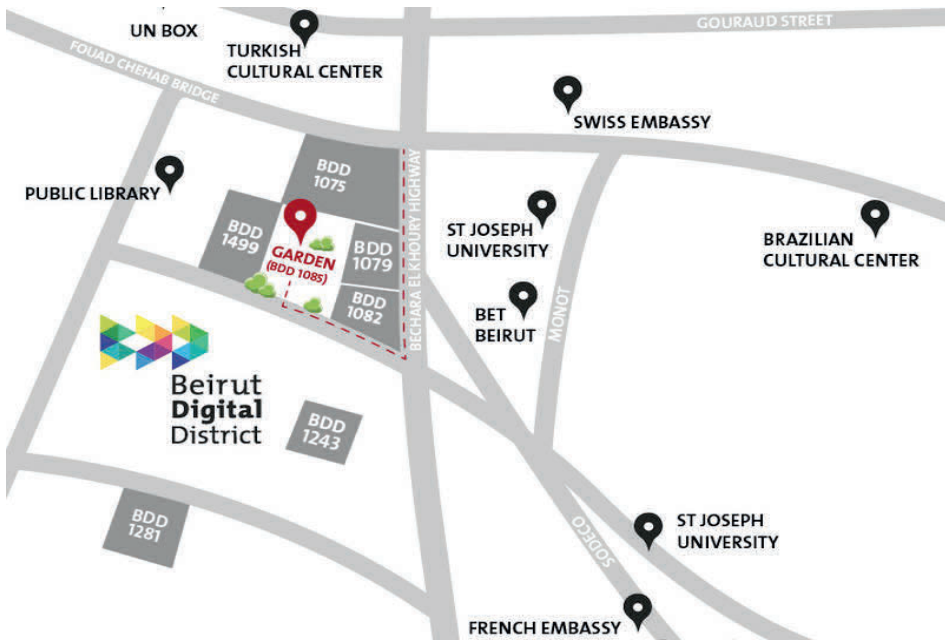 GOURAUD STREET
UN BOX
TURKISH
CULTURAL CENTER
FOUAD CHEHAB BRIDGE
SWISS EMBASSY
BDD
1075
PUBLIC LIBRARY
BECHARA ELKHOURY HIGHWAY
BDD
1499
GARDEN
(BDD 1085)
BDD
1079
BDD
1082
ST JOSEPH
UNIVERSITY
BRAZILIAN
CULTURAL CENTER
BET
BEIRUT
MONOT
Beirut
Digital
District
BDD
1243
BDD
1281
ST JOSEPH
UNIVERSITY
SODECO
FRENCH EMBASSY